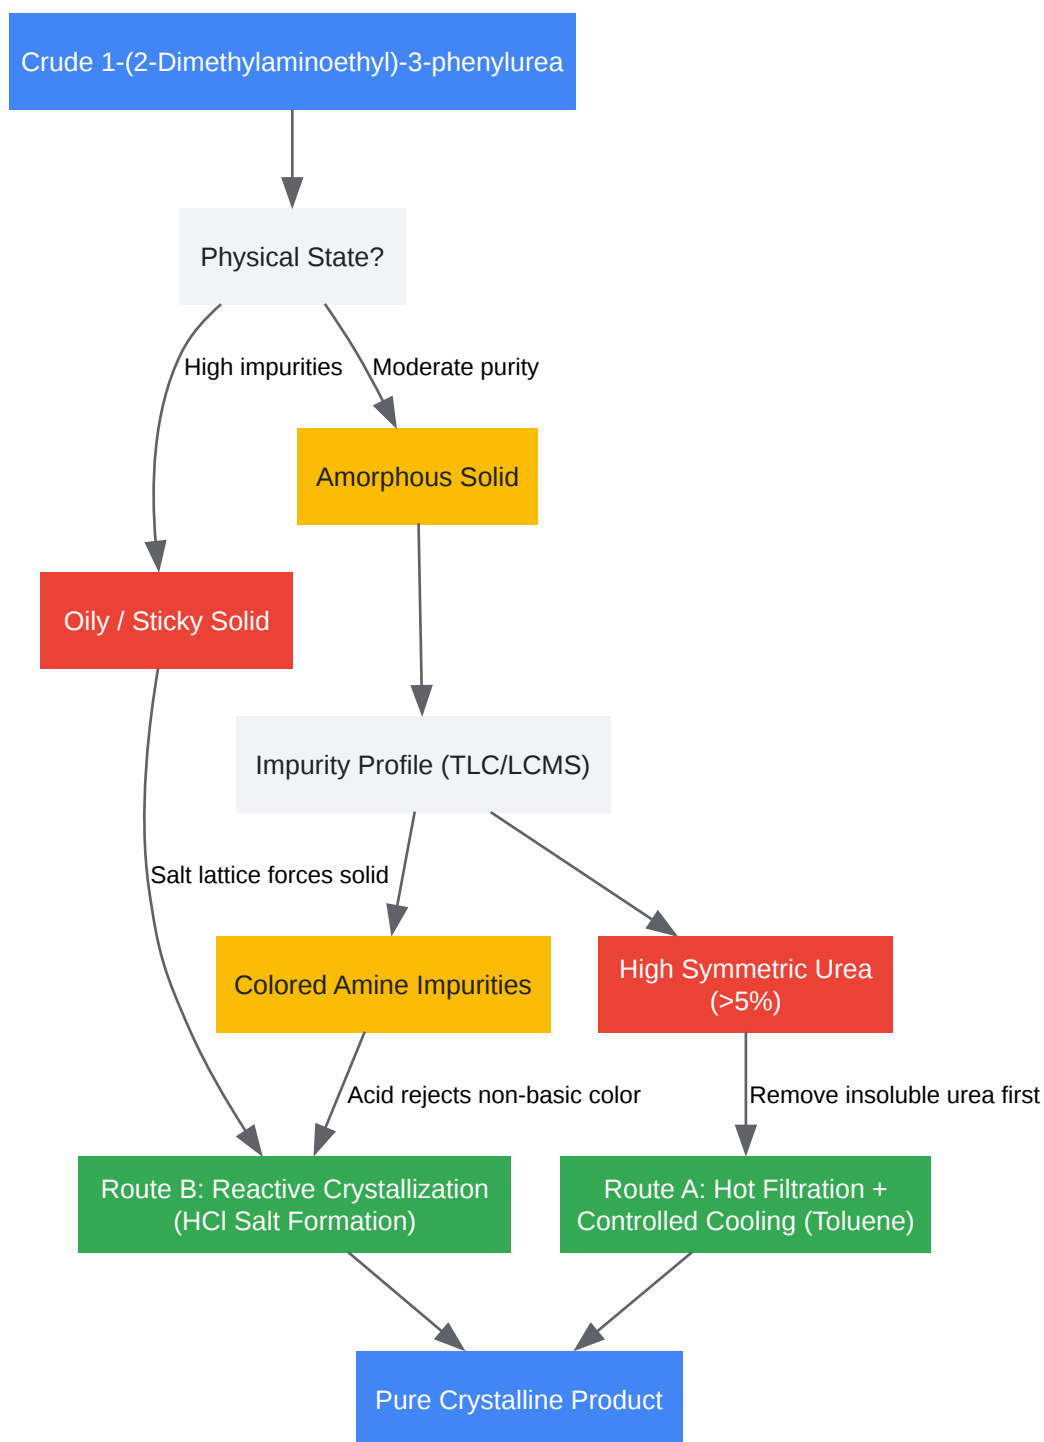 Crude 1-(2-Dimethylaminoethyl)-3-phenylurea
Physical State?
High impurities
Moderate purity
Amorphous Solid
Oily / Sticky Solid
Impurity Profile (TLC/LCMS)
Salt lattice forces solid
Colored Amine Impurities
High Symmetric Urea
(>5%)
Acid rejects non-basic color
Remove insoluble urea first
Route B: Reactive Crystallization
(HCl Salt Formation)
Route A: Hot Filtration +
Controlled Cooling (Toluene)
Pure Crystalline Product